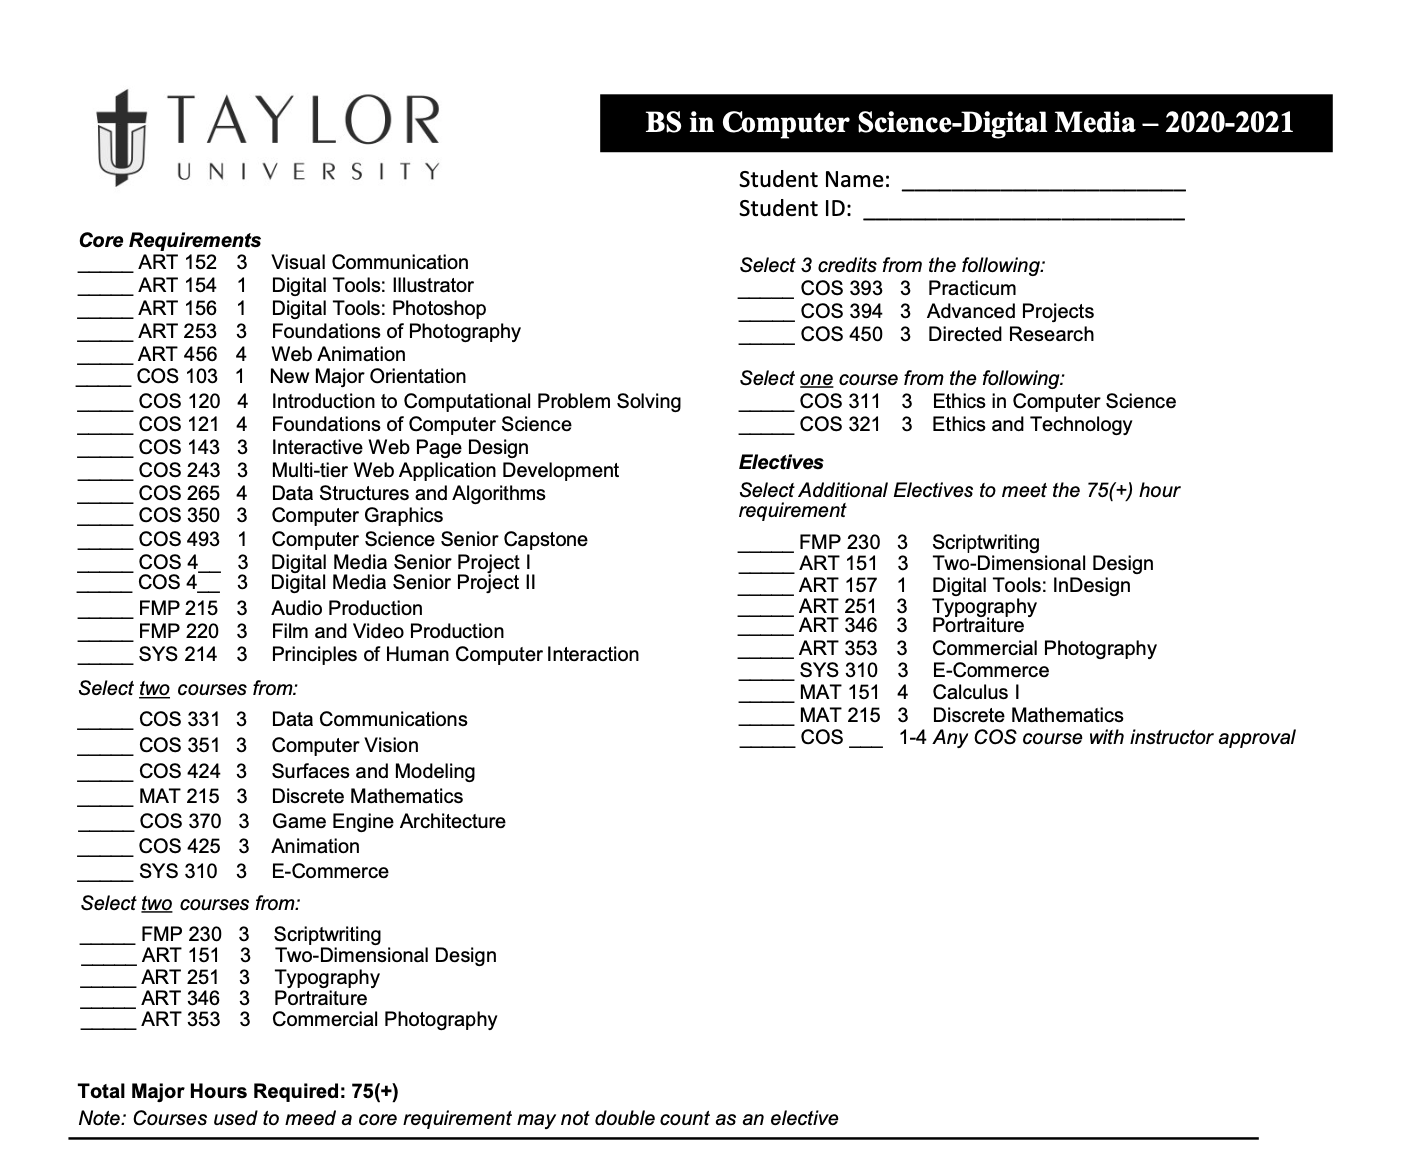 TAYLOR
UNIVERSITY
BS in Computer Science-Digital Media – 2020-2021
Student Name: _______________________
Student ID: __________________________
Core Requirements
_____ ART 152 3 Visual Communication
_____ ART 154 1 Digital Tools: Illustrator
_____ ART 156 1 Digital Tools: Photoshop
_____ ART 253 3 Foundations of Photography
_____ ART 456 4 Web Animation
_____ COS 103 1 New Major Orientation
_____ COS 120 4 Introduction to Computational Problem Solving
_____ COS 121 4 Foundations of Computer Science
_____ COS 143 3 Interactive Web Page Design
_____ COS 243 3 Multi-tier Web Application Development
_____ COS 265 4 Data Structures and Algorithms
_____ COS 350 3 Computer Graphics
_____ COS 493 1 Computer Science Senior Capstone
_____ COS 4__ 3 Digital Media Senior Project I
_____ COS 4__ 3 Digital Media Senior Project II
_____ FMP 215 3 Audio Production
_____ FMP 220 3 Film and Video Production
_____ SYS 214 3 Principles of Human Computer Interaction
Select two courses from:
_____ COS 331 3 Data Communications
_____ COS 351 3 Computer Vision
_____ COS 424 3 Surfaces and Modeling
_____ MAT 215 3 Discrete Mathematics
_____ COS 370 3 Game Engine Architecture
_____ COS 425 3 Animation
_____ SYS 310 3 E-Commerce
Select two courses from:
_____ FMP 230 3 Scriptwriting
_____ ART 151 3 Two-Dimensional Design
_____ ART 251 3 Typography
_____ ART 346 3 Portraiture
_____ ART 353 3 Commercial Photography
Select 3 credits from the following:
_____ COS 393 3 Practicum
_____ COS 394 3 Advanced Projects
_____ COS 450 3 Directed Research
Select one course from the following:
_____ COS 311 3 Ethics in Computer Science
_____ COS 321 3 Ethics and Technology
Electives
Select Additional Electives to meet the 75(+) hour
requirement
_____ FMP 230 3 Scriptwriting
_____ ART 151 3 Two-Dimensional Design
_____ ART 157 1 Digital Tools: InDesign
_____ ART 251 3 Typography
_____ ART 346 3 Portraiture
_____ ART 353 3 Commercial Photography
_____ SYS 310 3 E-Commerce
_____ MAT 151 4 Calculus I
_____ MAT 215 3 Discrete Mathematics
_____ COS ___ 1-4 Any COS course with instructor approval
Total Major Hours Required: 75(+)
Note: Courses used to meed a core requirement may not double count as an elective